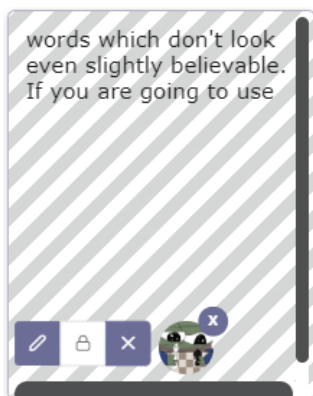 words which don't look
even slightly believable.
If you are going to use
x